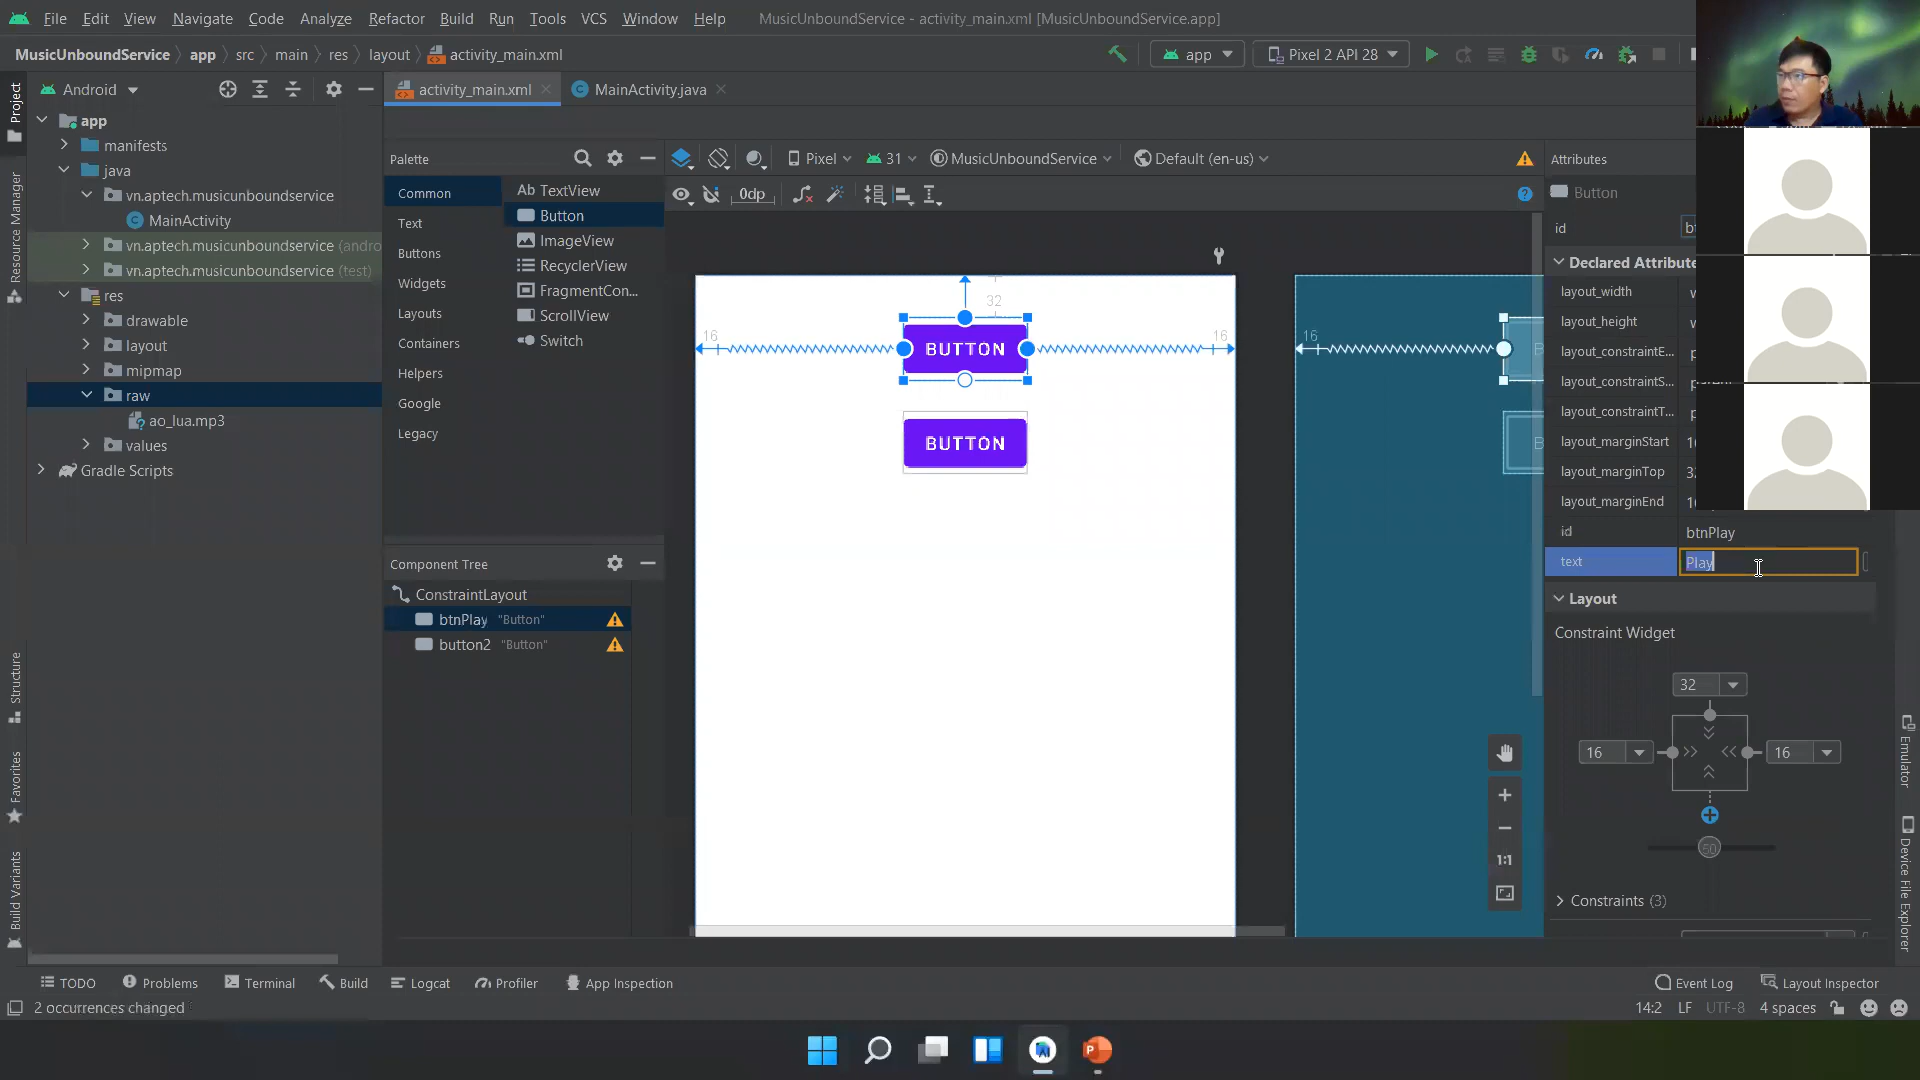 File Edit View Navigate Code Analyze Refactor Build Run Tools VCS Window Help MusicUnboundService - activity_main.xml [MusicUnboundService.app]
MusicUnboundService app src main res layout activity_main.xml app Pixel 2 API 28
Project
Resource Manager
Structure
Favorites
Build Variants
Android
app
manifests
java
vn.aptech.musicunboundservice
MainActivity
vn.aptech.musicunboundservice (andro
vn.aptech.musicunboundservice (test)
res
drawable
layout
mipmap
raw
ao_lua.mp3
values
Gradle Scripts
activity_main.xml MainActivity.java
Palette
Common
Text
Buttons
Widgets
Layouts
Containers
Helpers
Google
Legacy
Ab TextView
Button
ImageView
RecyclerView
FragmentCon...
ScrollView
Switch
Component Tree
ConstraintLayout
btnPlay "Button"
button2 "Button"
Pixel 31 MusicUnboundService Default (en-us)
0dp
32
16 16
BUTTON
BUTTON
16
B
B
1:1
Attributes
Button
id
Declared Attribute
layout_width
layout_height
layout_constraintE...
layout_constraintS... parent
layout_constraintT...
layout_marginStart
layout_marginTop
layout_marginEnd
id btnPlay
text Play
Layout
Constraint Widget
32
16 16
50
Constraints (3)
Emulator
Device File Explorer
TODO Problems Terminal Build Logcat Profiler App Inspection Event Log Layout Inspector
2 occurrences changed 14:2 LF UTF-8 4 spaces